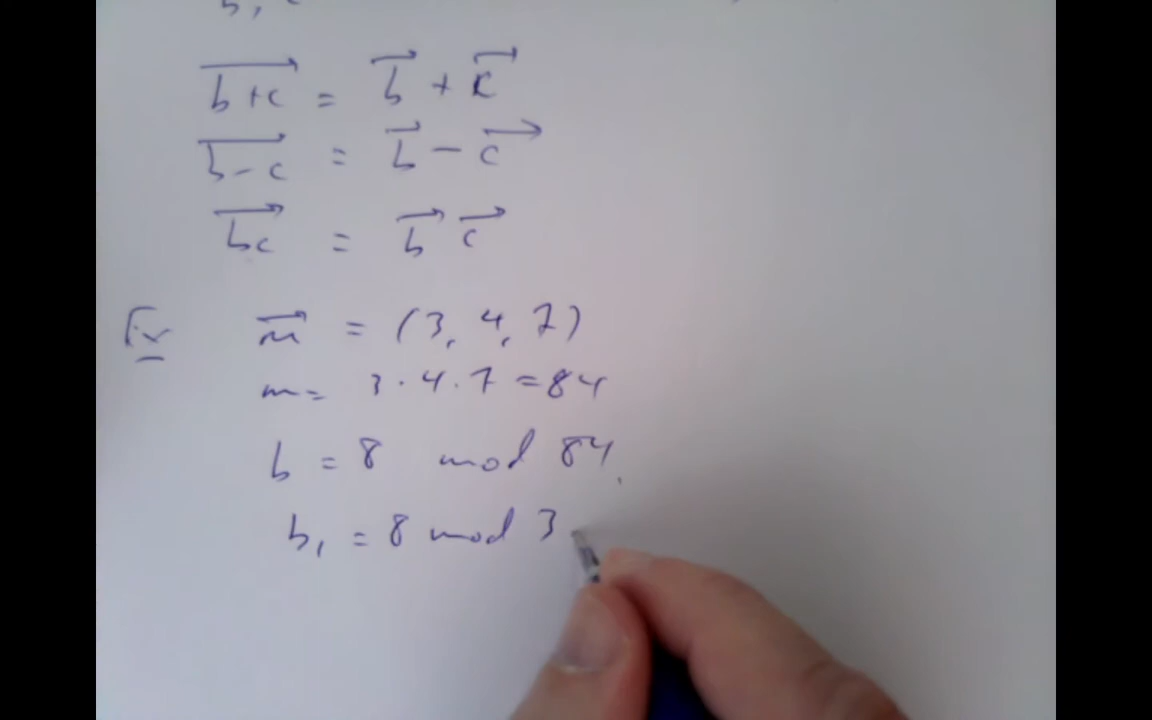 b, c
b+c⃗ = b⃗ + c⃗
b-c⃗ = b⃗ - c⃗
bc⃗ = b⃗ c⃗
Ex m⃗ = (3, 4, 7)
m = 3 · 4 · 7 = 84
b = 8 mod 84.
b₁ = 8 mod 3